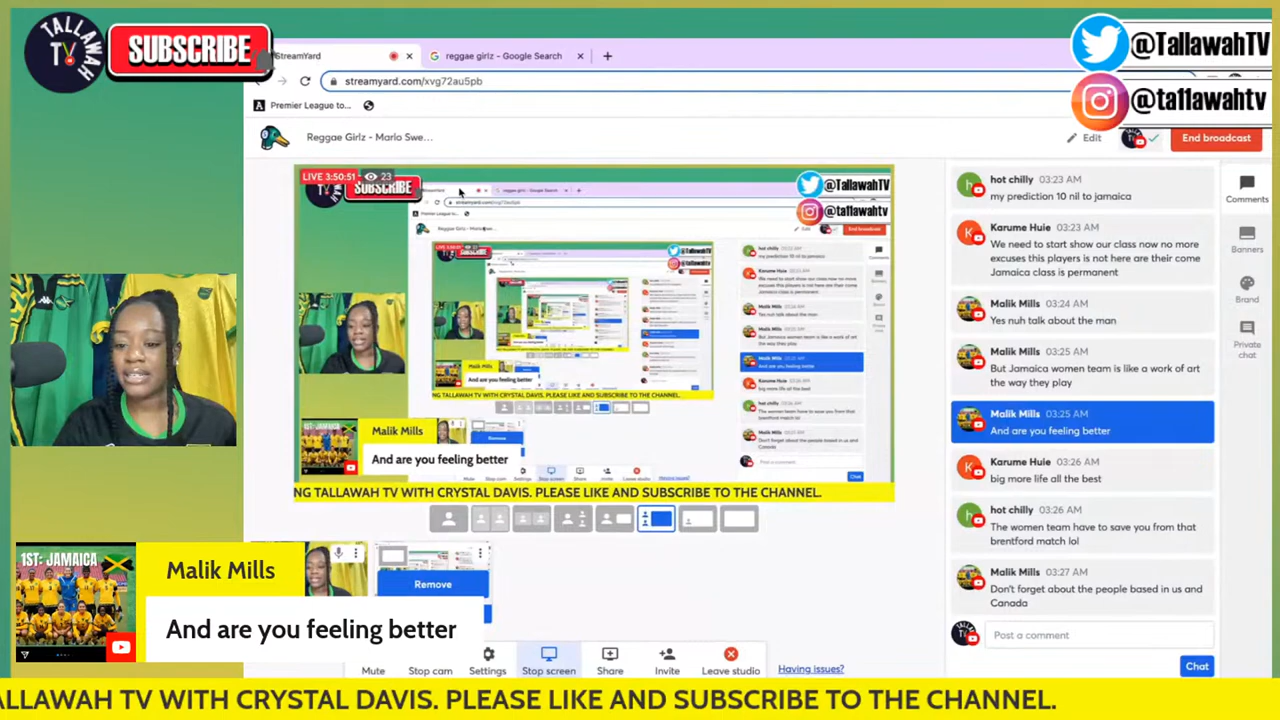 TALLAWAH
TV
SUBSCRIBE
StreamYard
reggae girlz - Google Search
@TallawahTV
@ta11awahtv
streamyard.com/xvg72au5pb
Premier League to...
Reggae Girlz - Marlo Swe...
Edit
End broadcast
LIVE 3:50:51
23
SUBSCRIBE
@TallawahTV
@ta11awahtv
Malik Mills
And are you feeling better
NG TALLAWAH TV WITH CRYSTAL DAVIS. PLEASE LIKE AND SUBSCRIBE TO THE CHANNEL.
hot chilly 03:23 AM
my prediction 10 nil to jamaica
Karume Huie 03:23 AM
We need to start show our class now no more
excuses this players is not here are their come
Jamaica class is permanent
Malik Mills 03:24 AM
Yes nuh talk about the man
Malik Mills 03:25 AM
But Jamaica women team is like a work of art
the way they play
Malik Mills 03:25 AM
And are you feeling better
Karume Huie 03:26 AM
big more life all the best
hot chilly 03:26 AM
The women team have to save you from that
brentford match lol
Malik Mills 03:27 AM
Don't forget about the people based in us and
Canada
Post a comment
Chat
Comments
Banners
Brand
Private
chat
Remove
1ST: JAMAICA
Malik Mills
And are you feeling better
Mute
Stop cam
Settings
Stop screen
Share
Invite
Leave studio
Having issues?
TALLAWAH TV WITH CRYSTAL DAVIS. PLEASE LIKE AND SUBSCRIBE TO THE CHANNEL.